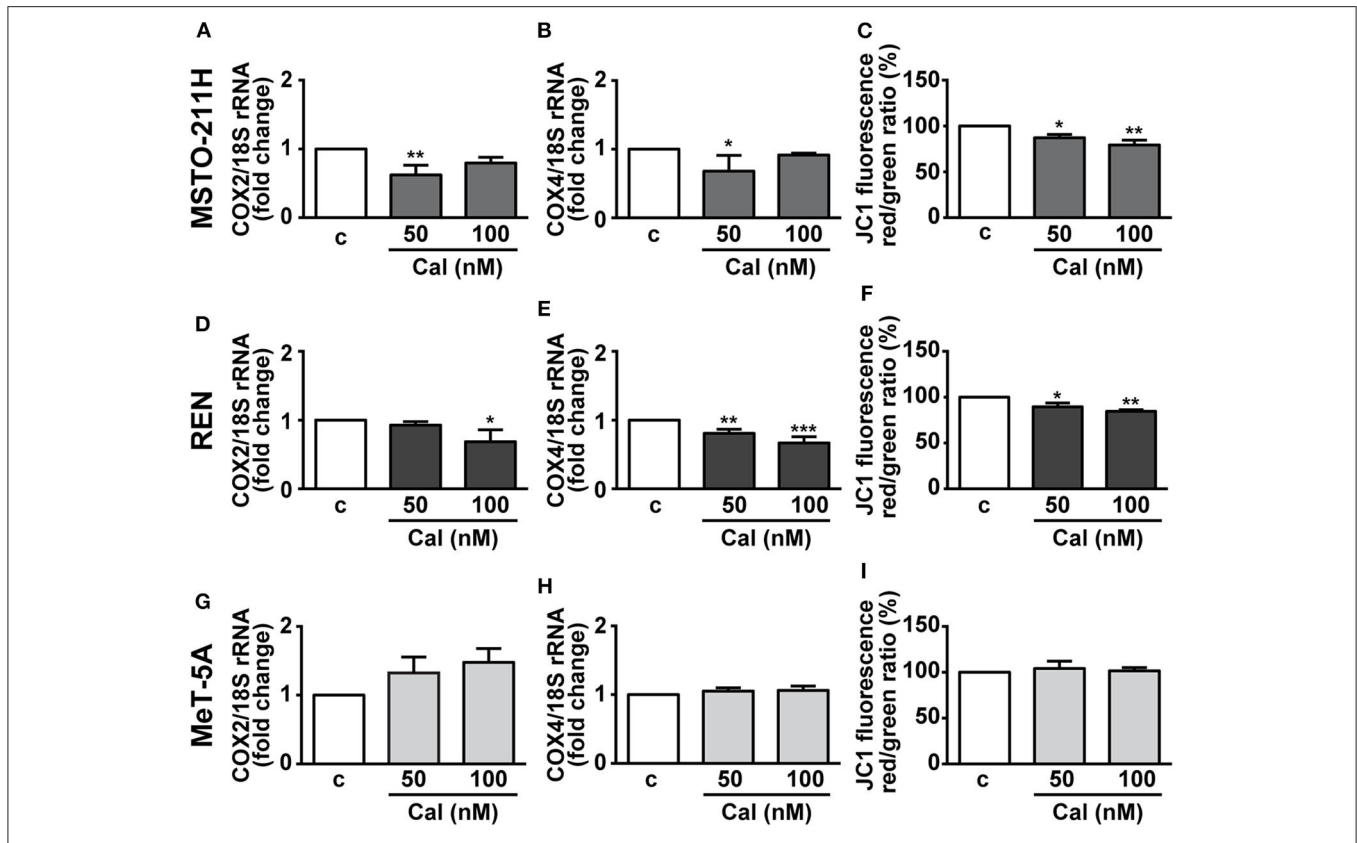 A
B
C
MSTO-211H
COX2/18S rRNA
(fold change)
2
1
0
**
c
50
100
Cal (nM)
COX4/18S rRNA
(fold change)
2
1
0
*
c
50
100
Cal (nM)
JC1 fluorescence
red/green ratio (%)
150
100
50
0
*
**
c
50
100
Cal (nM)
D
E
F
REN
COX2/18S rRNA
(fold change)
2
1
0
*
c
50
100
Cal (nM)
COX4/18S rRNA
(fold change)
2
1
0
**
***
c
50
100
Cal (nM)
JC1 fluorescence
red/green ratio (%)
150
100
50
0
*
**
c
50
100
Cal (nM)
G
H
I
MeT-5A
COX2/18S rRNA
(fold change)
2
1
0
c
50
100
Cal (nM)
COX4/18S rRNA
(fold change)
2
1
0
c
50
100
Cal (nM)
JC1 fluorescence
red/green ratio (%)
150
100
50
0
c
50
100
Cal (nM)